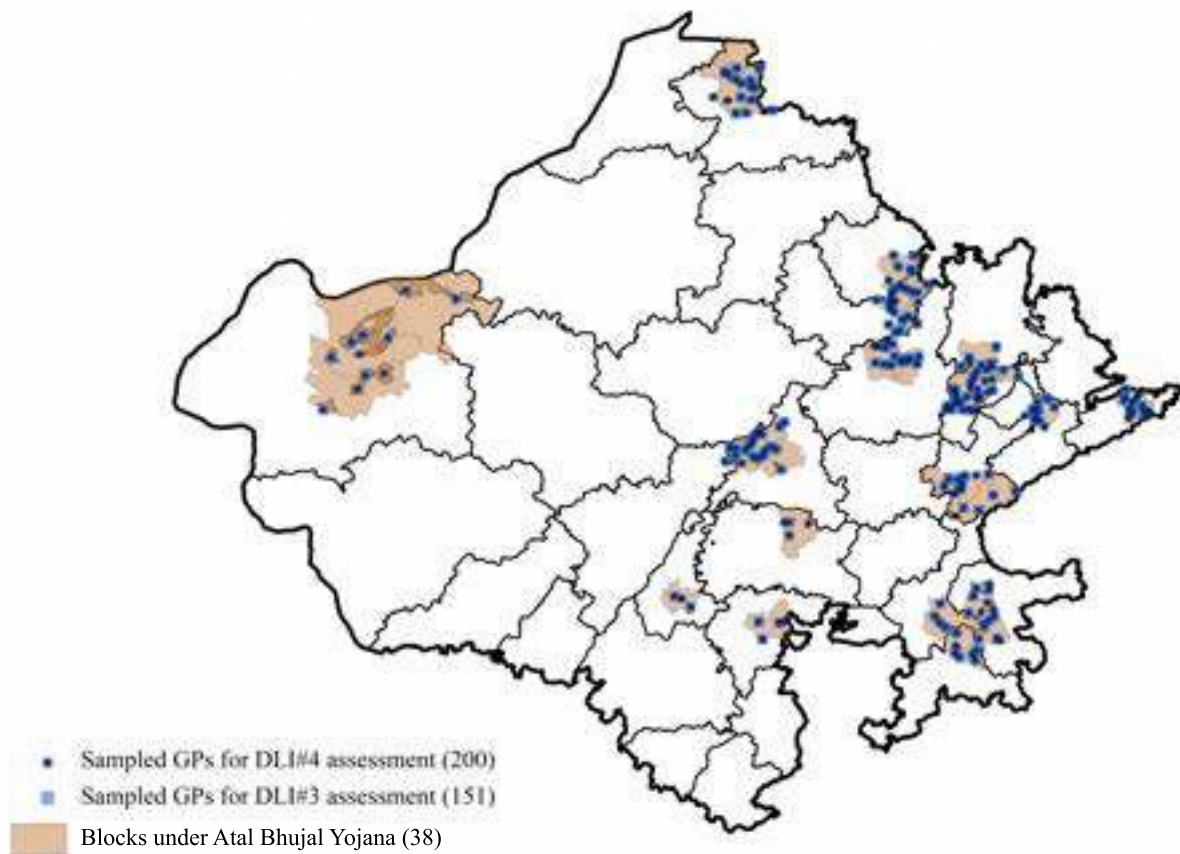 Sampled GPs for DLI#4 assessment (200)
Sampled GPs for DLI#3 assessment (151)
Blocks under Atal Bhujal Yojana (38)